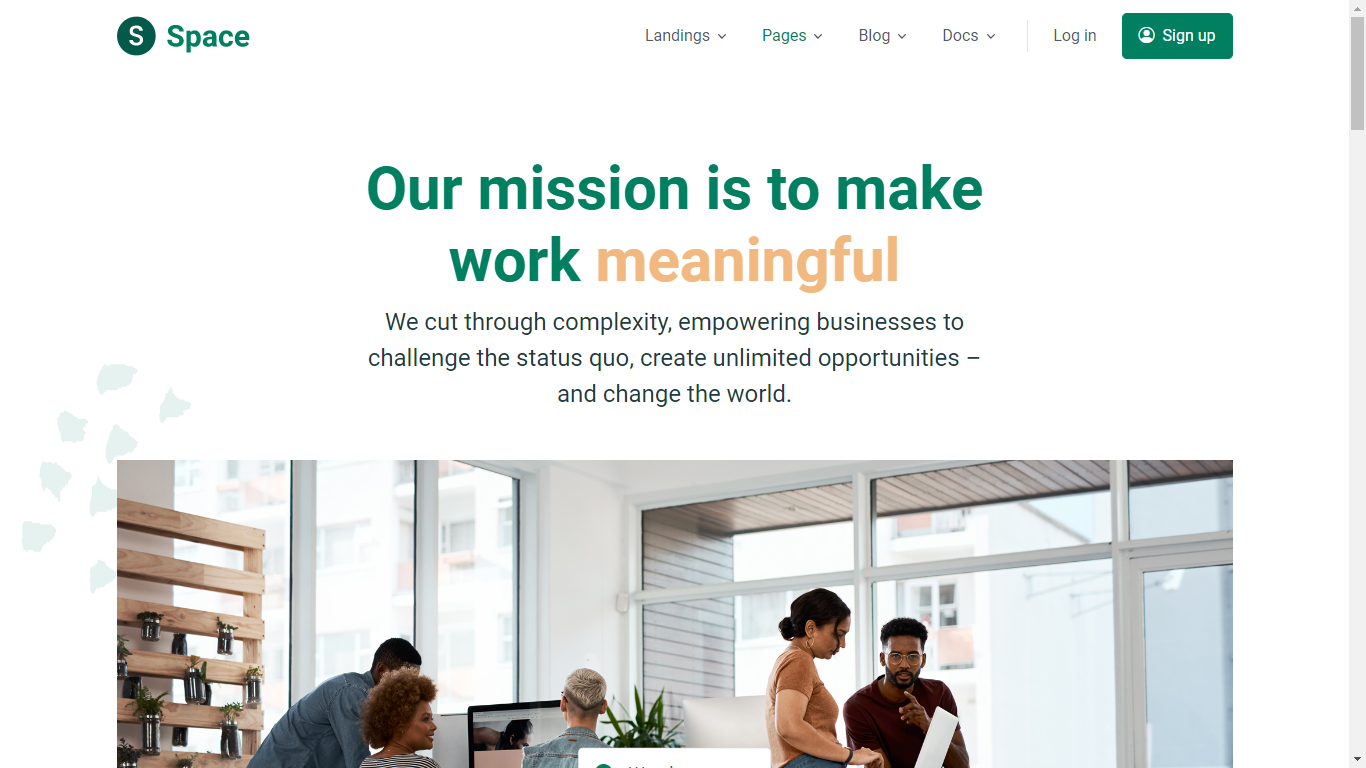 S Space
Landings
Pages
Blog
Docs
Log in
Sign up
Our mission is to make
work meaningful
We cut through complexity, empowering businesses to
challenge the status quo, create unlimited opportunities –
and change the world.